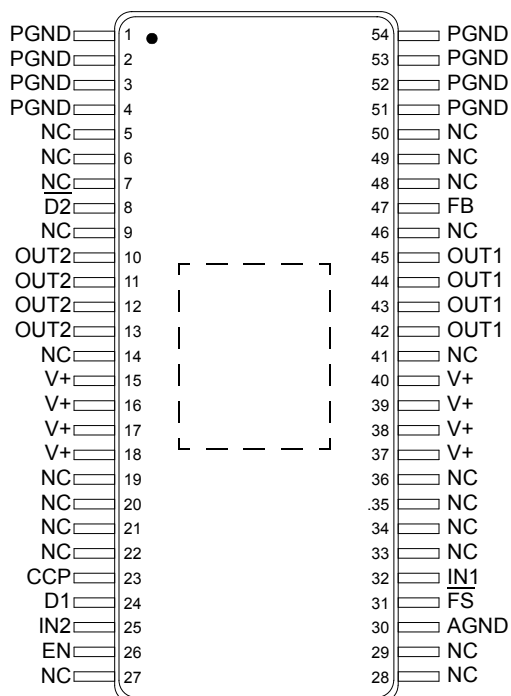 PGND 1 54 PGND
PGND 2 53 PGND
PGND 3 52 PGND
PGND 4 51 PGND
NC 5 50 NC
NC 6 49 NC
NC 7 48 NC
D2 8 47 FB
NC 9 46 NC
OUT2 10 45 OUT1
OUT2 11 44 OUT1
OUT2 12 43 OUT1
OUT2 13 42 OUT1
NC 14 41 NC
V+ 15 40 V+
V+ 16 39 V+
V+ 17 38 V+
V+ 18 37 V+
NC 19 36 NC
NC 20 .35 NC
NC 21 34 NC
NC 22 33 NC
CCP 23 32 IN1
D1 24 31 FS
IN2 25 30 AGND
EN 26 29 NC
NC 27 28 NC